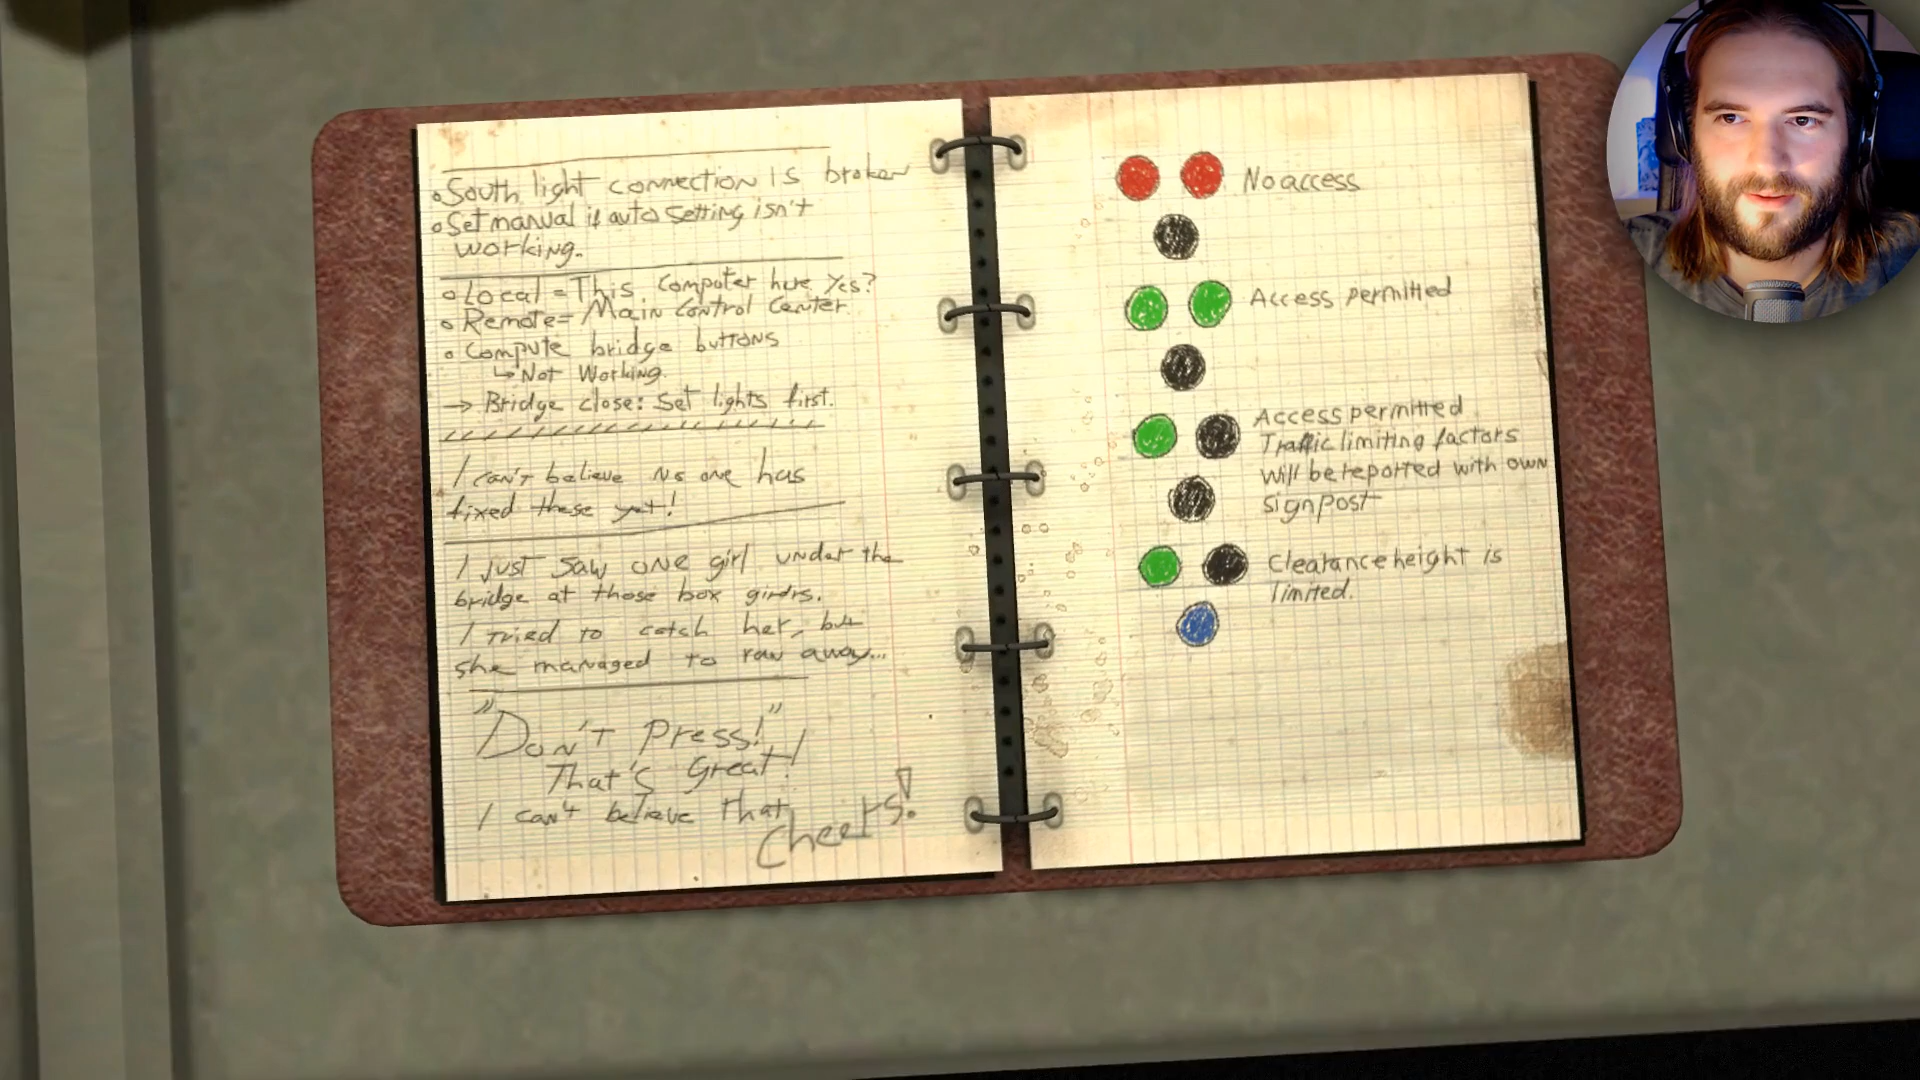 • South light connection is broken
• Set manual if auto setting isn't
working.
• Local = This computer here yes?
• Remote= Main control center.
• Compute bridge buttons
↳ Not working.
→ Bridge close: Set lights first.
I can't believe no one has
fixed these yet!
I just saw one girl under the
bridge at those box girdrs.
I tried to catch her, but
she managed to ran away...
"Don't Press!"
That's Great!
I can't believe that
Cheers!
No access
Access permitted
Access permitted
Traffic limiting factors
will be reported with own
signpost
Clearance height is
limited.